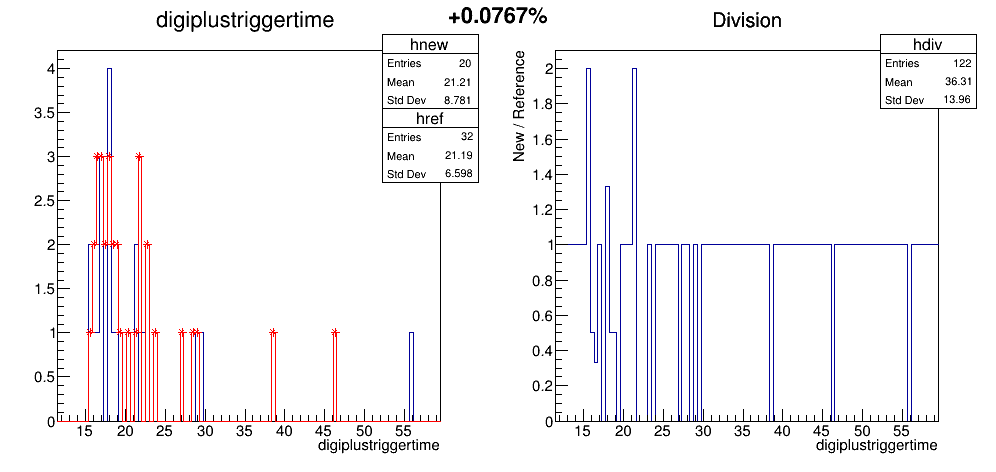 digiplustriggertime
+0.0767%
Division
hnew
Entries 20
Mean 21.21
Std Dev 8.781
href
Entries 32
Mean 21.19
Std Dev 6.598
4
3.5
3
2.5
2
1.5
1
0.5
0
15 20 25 30 35 40 45 50 55
digiplustriggertime
hdiv
Entries 122
Mean 36.31
Std Dev 13.96
New / Reference
2
1.8
1.6
1.4
1.2
1
0.8
0.6
0.4
0.2
0
15 20 25 30 35 40 45 50 55
digiplustriggertime